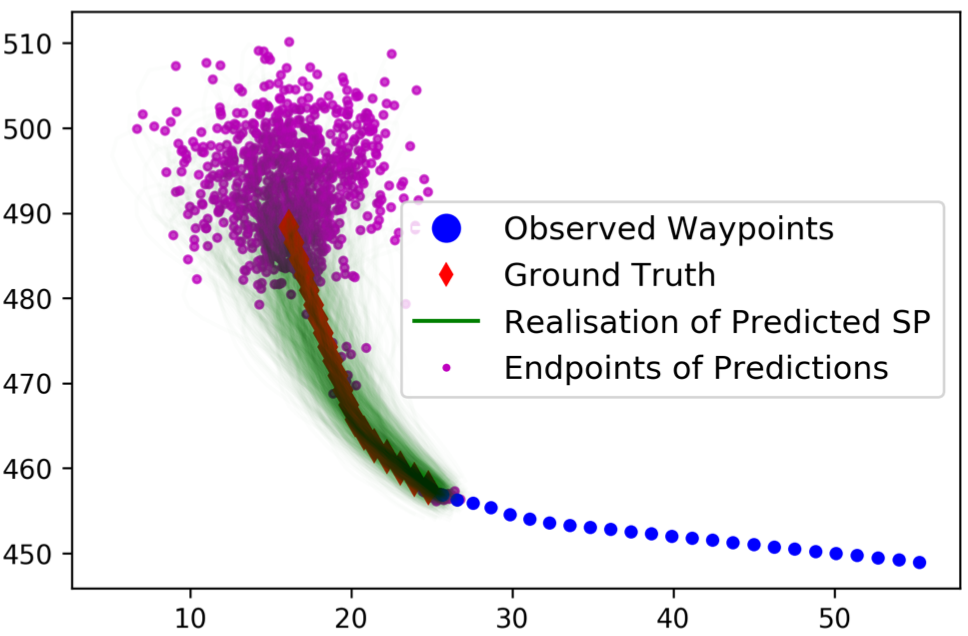 510
500
490
480
470
460
450
Observed Waypoints
Ground Truth
Realisation of Predicted SP
Endpoints of Predictions
10 20 30 40 50